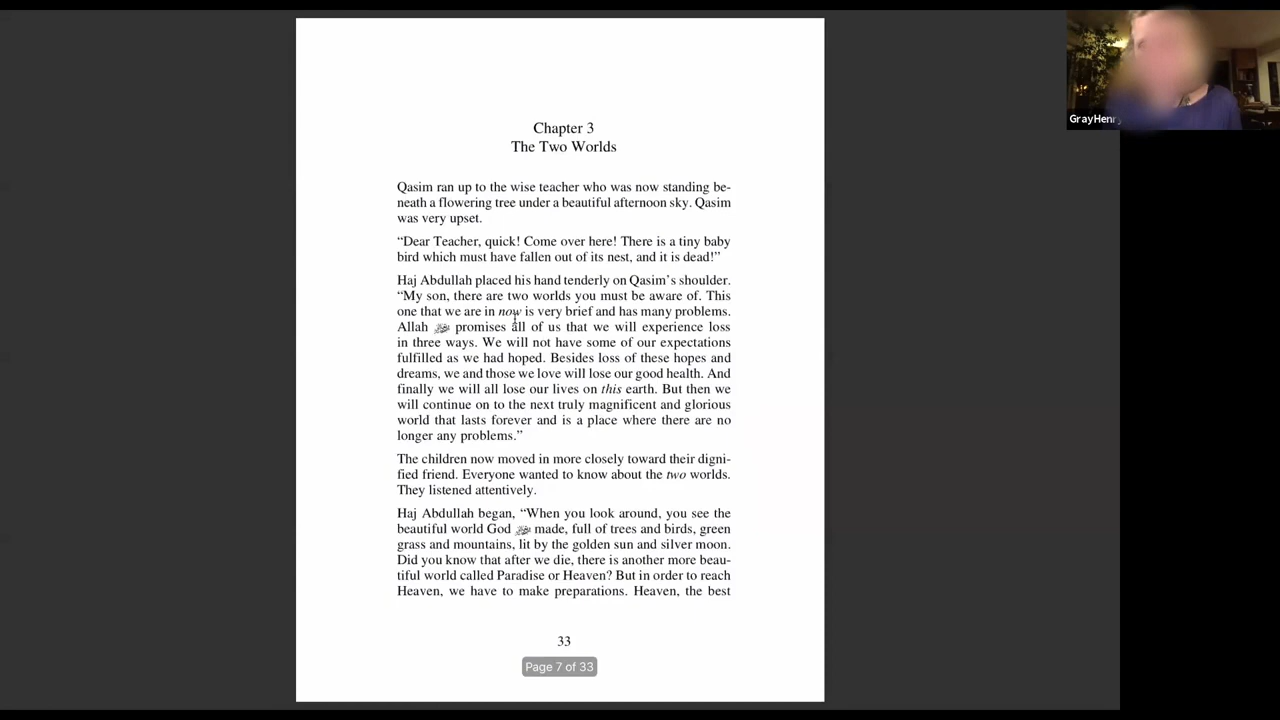 Chapter 3
The Two Worlds
Qasim ran up to the wise teacher who was now standing be-
neath a flowering tree under a beautiful afternoon sky. Qasim
was very upset.
“Dear Teacher, quick! Come over here! There is a tiny baby
bird which must have fallen out of its nest, and it is dead!”
Haj Abdullah placed his hand tenderly on Qasim’s shoulder.
“My son, there are two worlds you must be aware of. This
one that we are in now is very brief and has many problems.
Allah promises all of us that we will experience loss
in three ways. We will not have some of our expectations
fulfilled as we had hoped. Besides loss of these hopes and
dreams, we and those we love will lose our good health. And
finally we will all lose our lives on this earth. But then we
will continue on to the next truly magnificent and glorious
world that lasts forever and is a place where there are no
longer any problems.”
The children now moved in more closely toward their digni-
fied friend. Everyone wanted to know about the two worlds.
They listened attentively.
Haj Abdullah began, “When you look around, you see the
beautiful world God made, full of trees and birds, green
grass and mountains, lit by the golden sun and silver moon.
Did you know that after we die, there is another more beau-
tiful world called Paradise or Heaven? But in order to reach
Heaven, we have to make preparations. Heaven, the best
33
Page 7 of 33
GrayHenry